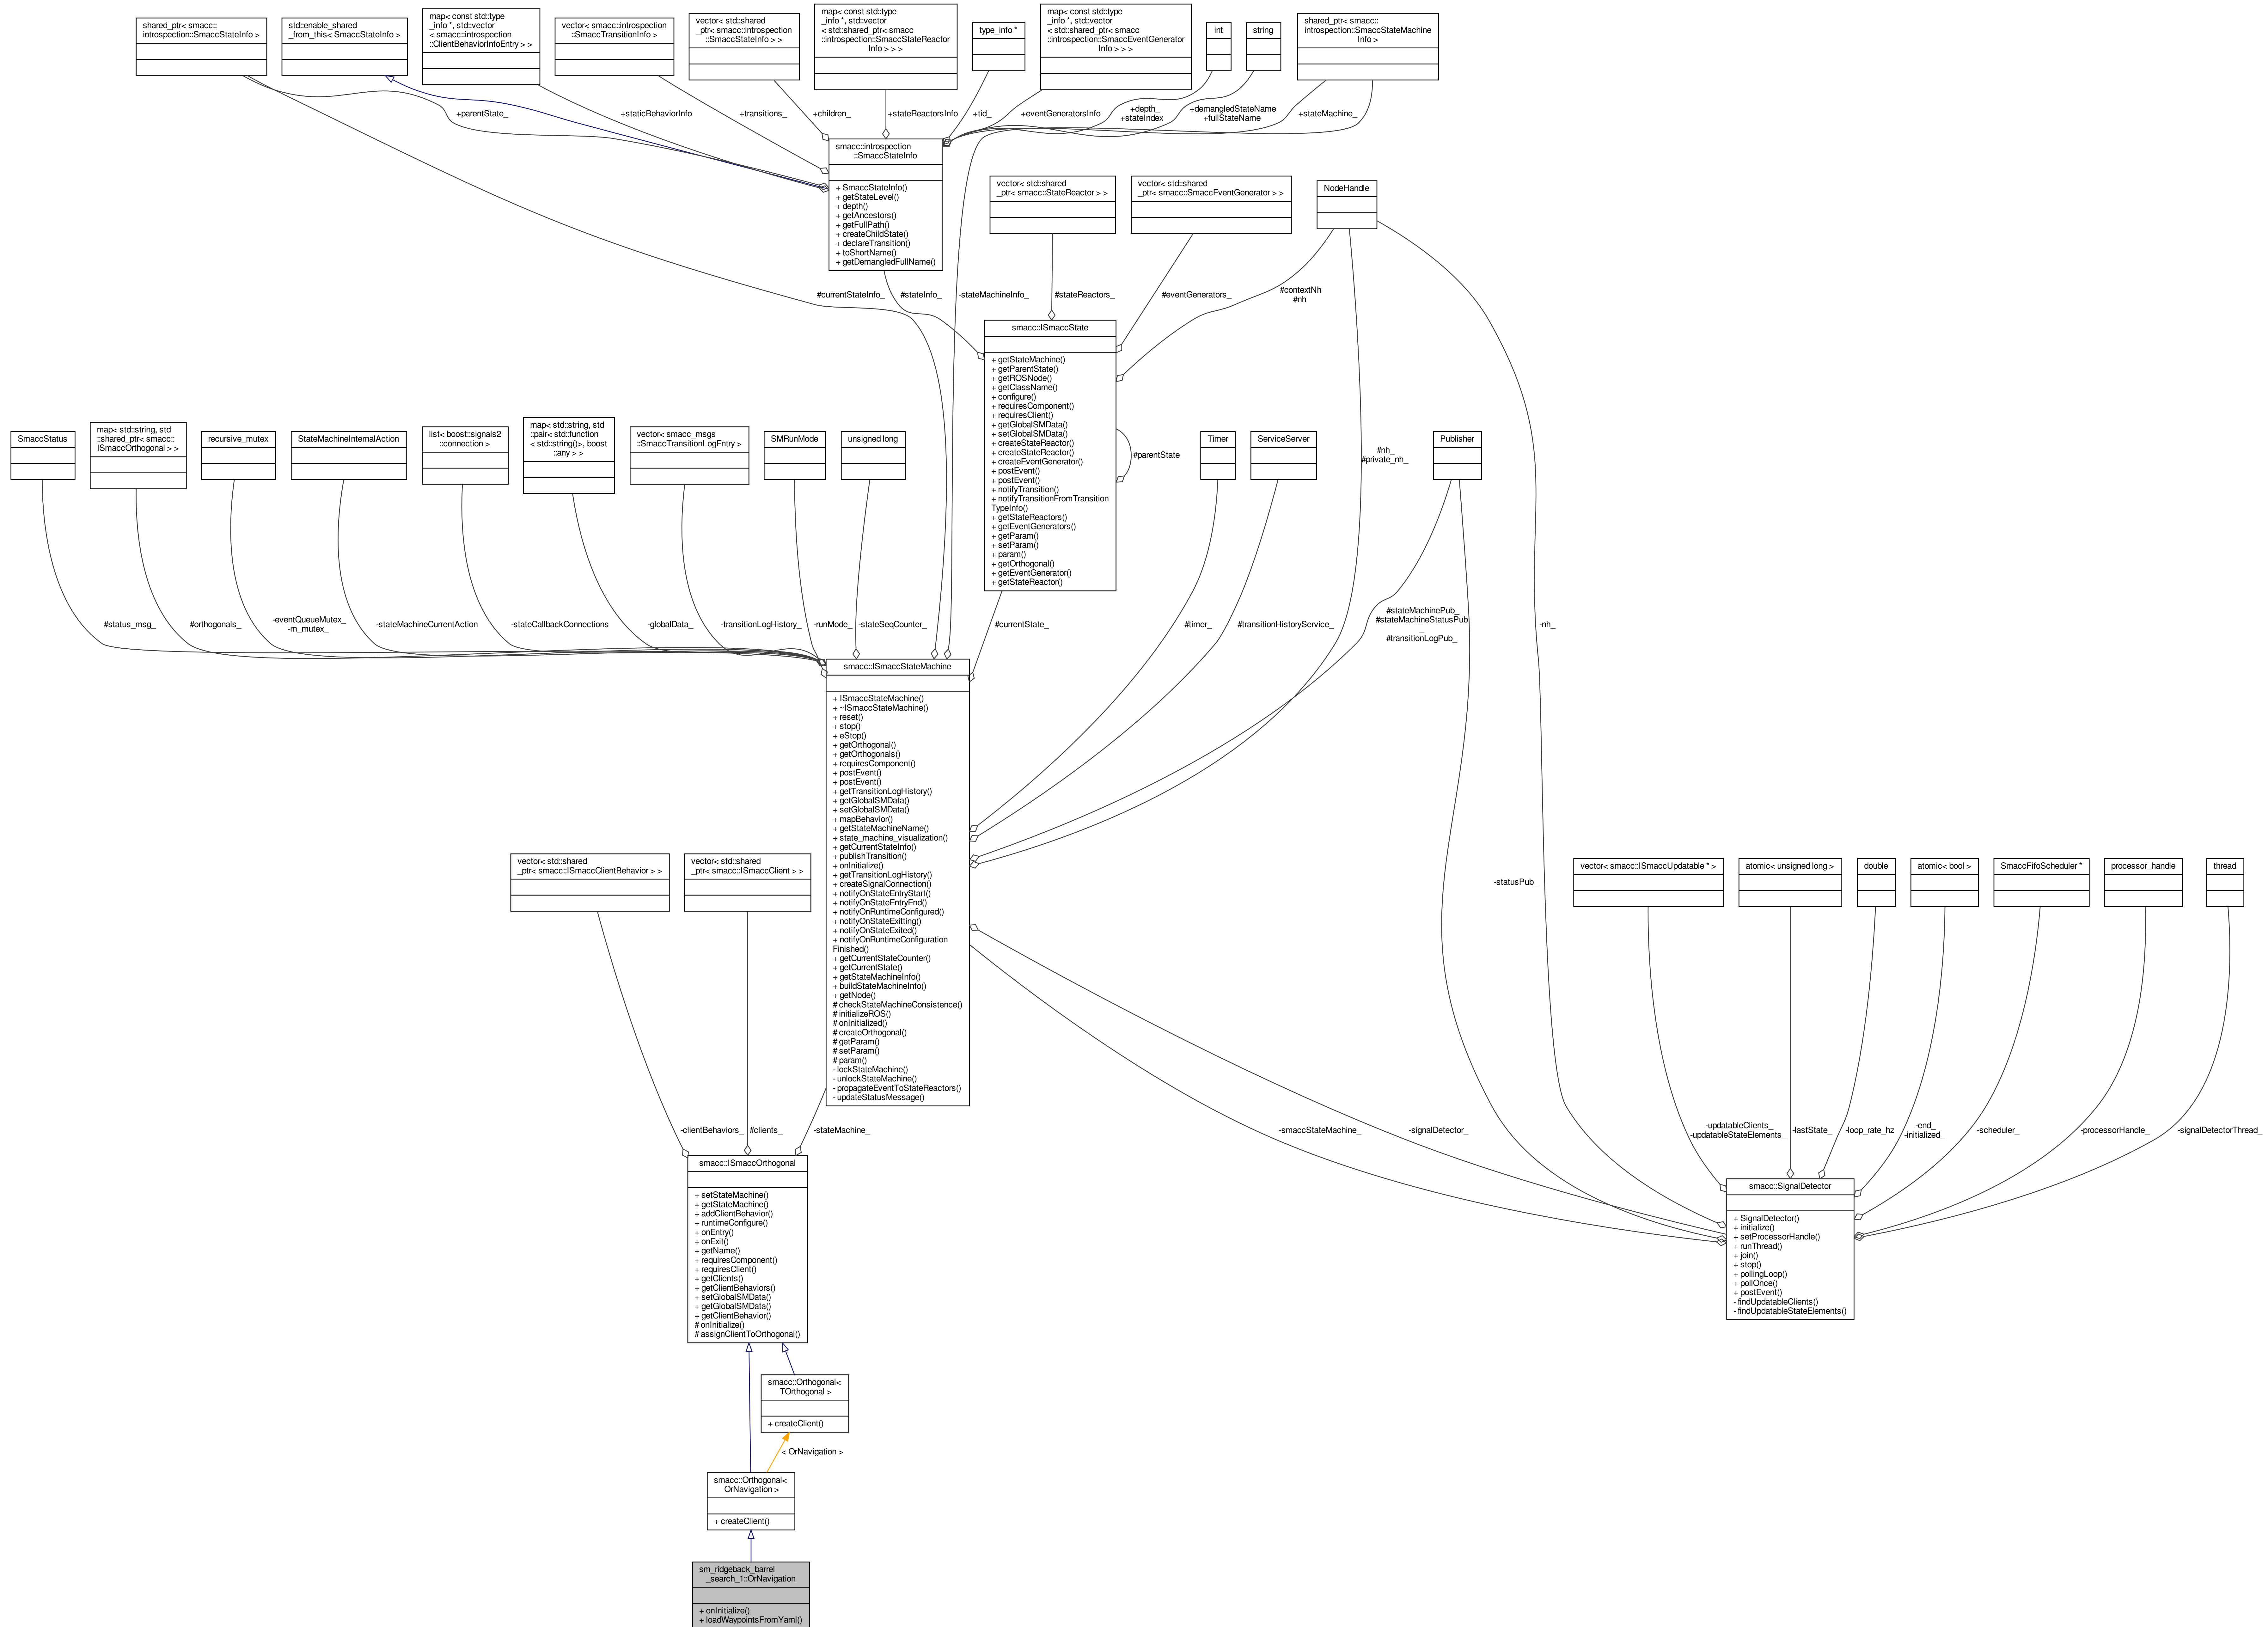 shared_ptr< smacc::
introspection::SmaccStateInfo >
std::enable_shared
_from_this< SmaccStateInfo >
map< const std::type
_info *, std::vector
< smacc::introspection
::ClientBehaviorInfoEntry > >
vector< smacc::introspection
::SmaccTransitionInfo >
vector< std::shared
_ptr< smacc::introspection
::SmaccStateInfo > >
map< const std::type
_info *, std::vector
< std::shared_ptr< smacc
::introspection::SmaccStateReactor
Info > > >
type_info *
map< const std::type
_info *, std::vector
< std::shared_ptr< smacc
::introspection::SmaccEventGenerator
Info > > >
int
string
shared_ptr< smacc::
introspection::SmaccStateMachine
Info >
+parentState_
+staticBehaviorInfo
+transitions_
+children_
+stateReactorsInfo
+tid_
+eventGeneratorsInfo
+depth_
+stateIndex_
+demangledStateName
+fullStateName
+stateMachine_
smacc::introspection
::SmaccStateInfo
+ SmaccStateInfo()
+ getStateLevel()
+ depth()
+ getAncestors()
+ getFullPath()
+ createChildState()
+ declareTransition()
+ toShortName()
+ getDemangledFullName()
vector< std::shared
_ptr< smacc::StateReactor > >
vector< std::shared
_ptr< smacc::SmaccEventGenerator > >
NodeHandle
#currentStateInfo_
#stateInfo_
-stateMachineInfo_
#stateReactors_
#eventGenerators_
#contextNh
#nh
smacc::ISmaccState
+ getStateMachine()
+ getParentState()
+ getROSNode()
+ getClassName()
+ configure()
+ requiresComponent()
+ requiresClient()
+ getGlobalSMData()
+ setGlobalSMData()
+ createStateReactor()
+ createStateReactor()
+ createEventGenerator()
+ postEvent()
+ postEvent()
+ notifyTransition()
+ notifyTransitionFromTransition
TypeInfo()
+ getStateReactors()
+ getEventGenerators()
+ getParam()
+ setParam()
+ param()
+ getOrthogonal()
+ getEventGenerator()
+ getStateReactor()
#parentState_
SmaccStatus
map< std::string, std
::shared_ptr< smacc::
ISmaccOrthogonal > >
recursive_mutex
StateMachineInternalAction
list< boost::signals2
::connection >
map< std::string, std
::pair< std::function
< std::string()>, boost
::any > >
vector< smacc_msgs
::SmaccTransitionLogEntry >
SMRunMode
unsigned long
Timer
ServiceServer
#nh_
#private_nh_
Publisher
#status_msg_
#orthogonals_
-eventQueueMutex_
-m_mutex_
-stateMachineCurrentAction
-stateCallbackConnections
-globalData_
-transitionLogHistory_
-runMode_
-stateSeqCounter_
#currentState_
#timer_
#transitionHistoryService_
#stateMachinePub_
#stateMachineStatusPub
_
#transitionLogPub_
-nh_
smacc::ISmaccStateMachine
+ ISmaccStateMachine()
+ ~ISmaccStateMachine()
+ reset()
+ stop()
+ eStop()
+ getOrthogonal()
+ getOrthogonals()
+ requiresComponent()
+ postEvent()
+ postEvent()
+ getTransitionLogHistory()
+ getGlobalSMData()
+ setGlobalSMData()
+ mapBehavior()
+ getStateMachineName()
+ state_machine_visualization()
+ getCurrentStateInfo()
+ publishTransition()
+ onInitialize()
+ getTransitionLogHistory()
+ createSignalConnection()
+ notifyOnStateEntryStart()
+ notifyOnStateEntryEnd()
+ notifyOnRuntimeConfigured()
+ notifyOnStateExitting()
+ notifyOnStateExited()
+ notifyOnRuntimeConfiguration
Finished()
+ getCurrentStateCounter()
+ getCurrentState()
+ getStateMachineInfo()
+ buildStateMachineInfo()
+ getNode()
# checkStateMachineConsistence()
# initializeROS()
# onInitialized()
# createOrthogonal()
# getParam()
# setParam()
# param()
- lockStateMachine()
- unlockStateMachine()
- propagateEventToStateReactors()
- updateStatusMessage()
vector< std::shared
_ptr< smacc::ISmaccClientBehavior > >
vector< std::shared
_ptr< smacc::ISmaccClient > >
-statusPub_
vector< smacc::ISmaccUpdatable * >
atomic< unsigned long >
double
atomic< bool >
SmaccFifoScheduler *
processor_handle
thread
-clientBehaviors_
#clients_
-stateMachine_
-smaccStateMachine_
-signalDetector_
-updatableClients_
-updatableStateElements_
-lastState_
-loop_rate_hz
-end_
-initialized_
-scheduler_
-processorHandle_
-signalDetectorThread_
smacc::ISmaccOrthogonal
+ setStateMachine()
+ getStateMachine()
+ addClientBehavior()
+ runtimeConfigure()
+ onEntry()
+ onExit()
+ getName()
+ requiresComponent()
+ requiresClient()
+ getClients()
+ getClientBehaviors()
+ setGlobalSMData()
+ getGlobalSMData()
+ getClientBehavior()
# onInitialize()
# assignClientToOrthogonal()
smacc::SignalDetector
+ SignalDetector()
+ initialize()
+ setProcessorHandle()
+ runThread()
+ join()
+ stop()
+ pollingLoop()
+ pollOnce()
+ postEvent()
- findUpdatableClients()
- findUpdatableStateElements()
smacc::Orthogonal<
TOrthogonal >
+ createClient()
< OrNavigation >
smacc::Orthogonal<
OrNavigation >
+ createClient()
sm_ridgeback_barrel
_search_1::OrNavigation
+ onInitialize()
+ loadWaypointsFromYaml()